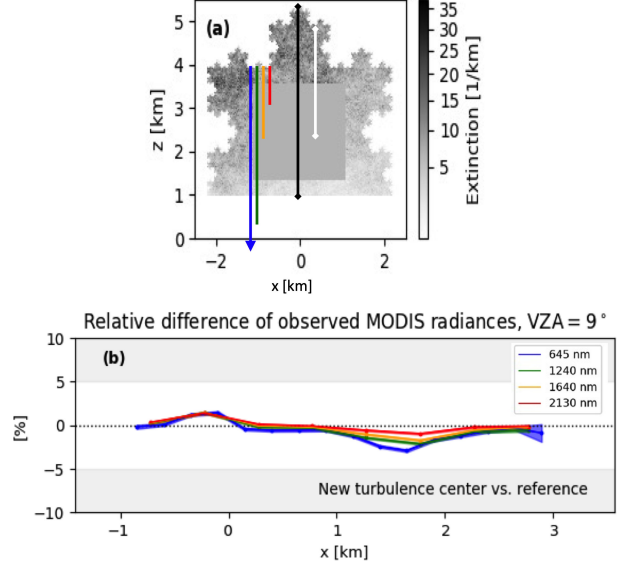 (a)
5
4
3
2
1
0
z [km]
−2
0
2
x [km]
35
30
25
20
15
10
5
Extinction [1/km]
Relative difference of observed MODIS radiances, VZA = 9°
(b)
645 nm
1240 nm
1640 nm
2130 nm
10
5
0
−5
−10
[%]
New turbulence center vs. reference
−1
0
1
2
3
x [km]